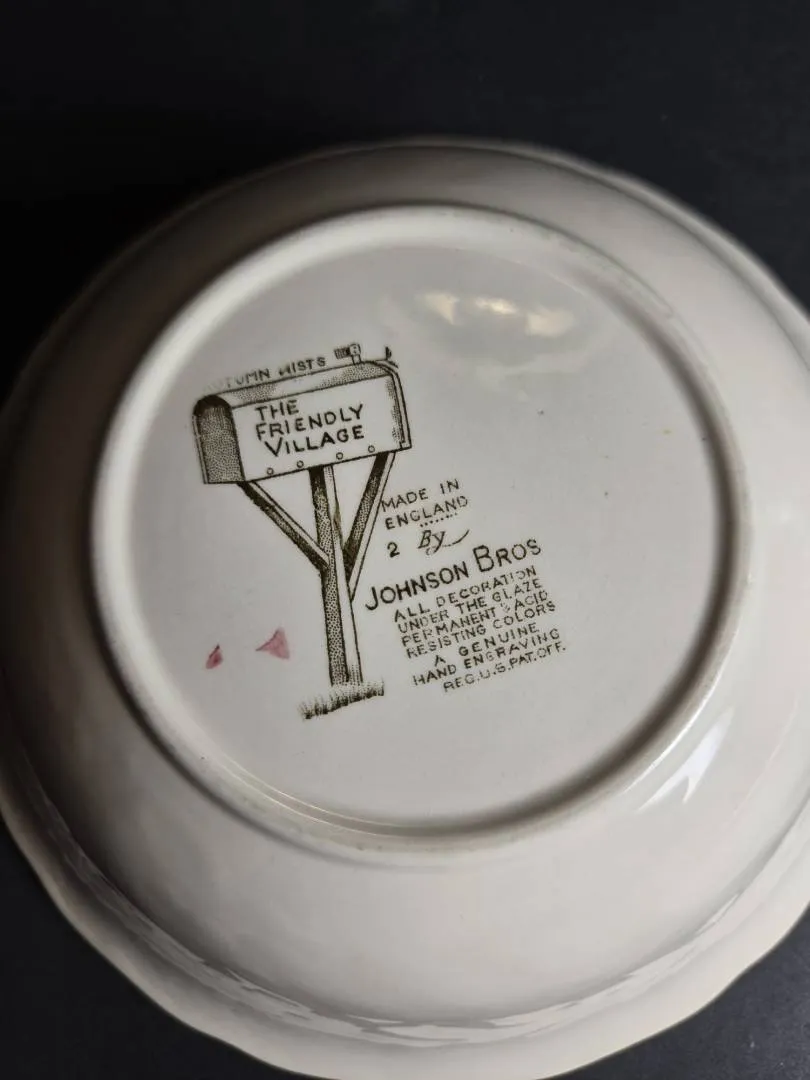 AUTUMN MISTS
THE
FRIENDLY
VILLAGE
MADE IN
ENGLAND
2 By
JOHNSON BROS
ALL DECORATION
UNDER THE GLAZE
PERMANENT & ACID
RESISTING COLORS
A GENUINE
HAND ENGRAVING
REG.U.S.PAT.OFF.